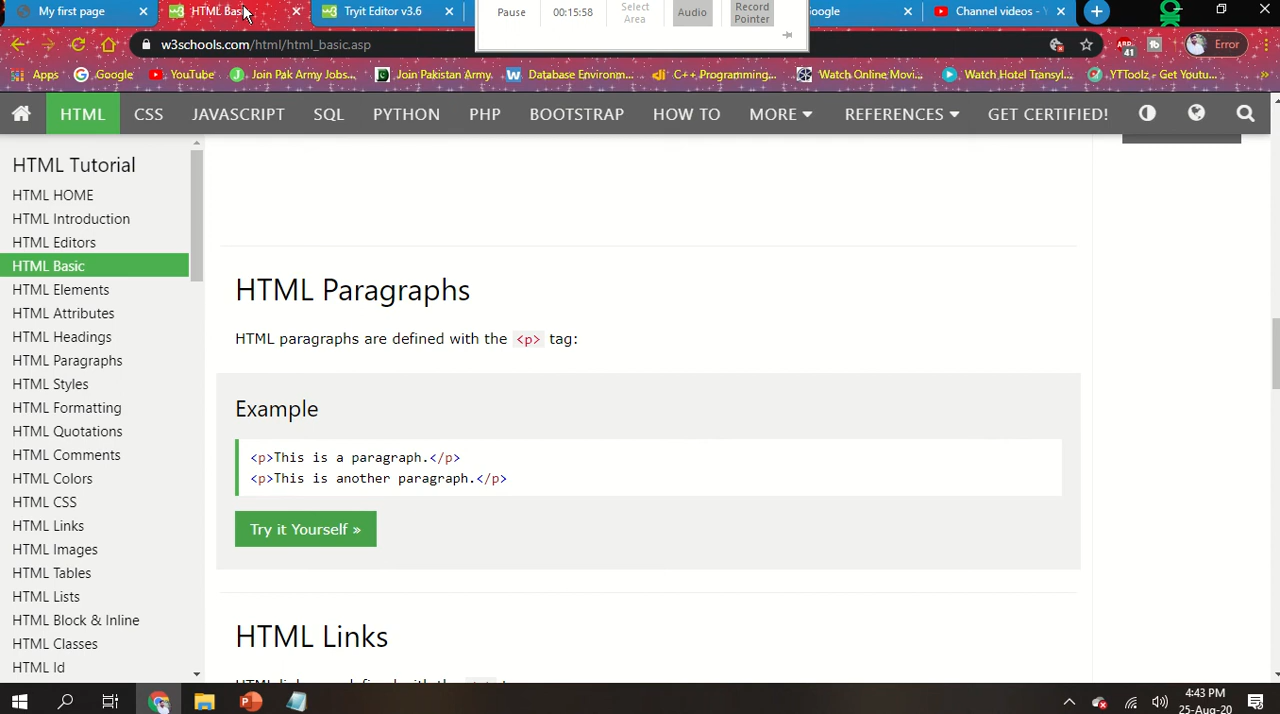 My first page
HTML Bas
Tryit Editor v3.6
Pause
00:15:58
Select Area
Audio
Record Pointer
oogle
Channel videos - Y
w3schools.com/html/html_basic.asp
41
Error
Apps
Google
YouTube
Join Pak Army Jobs...
Join Pakistan Army.
Database Environm...
C++ Programming,...
Watch Online Movi...
Watch Hotel Transyl...
YTToolz - Get Youtu...
HTML
CSS
JAVASCRIPT
SQL
PYTHON
PHP
BOOTSTRAP
HOW TO
MORE
REFERENCES
GET CERTIFIED!
HTML Tutorial
HTML HOME
HTML Introduction
HTML Editors
HTML Basic
HTML Elements
HTML Attributes
HTML Headings
HTML Paragraphs
HTML Styles
HTML Formatting
HTML Quotations
HTML Comments
HTML Colors
HTML CSS
HTML Links
HTML Images
HTML Tables
HTML Lists
HTML Block & Inline
HTML Classes
HTML Id
HTML Paragraphs
HTML paragraphs are defined with the <p> tag:
Example
<p>This is a paragraph.</p>
<p>This is another paragraph.</p>
Try it Yourself »
HTML Links
4:43 PM
25-Aug-20